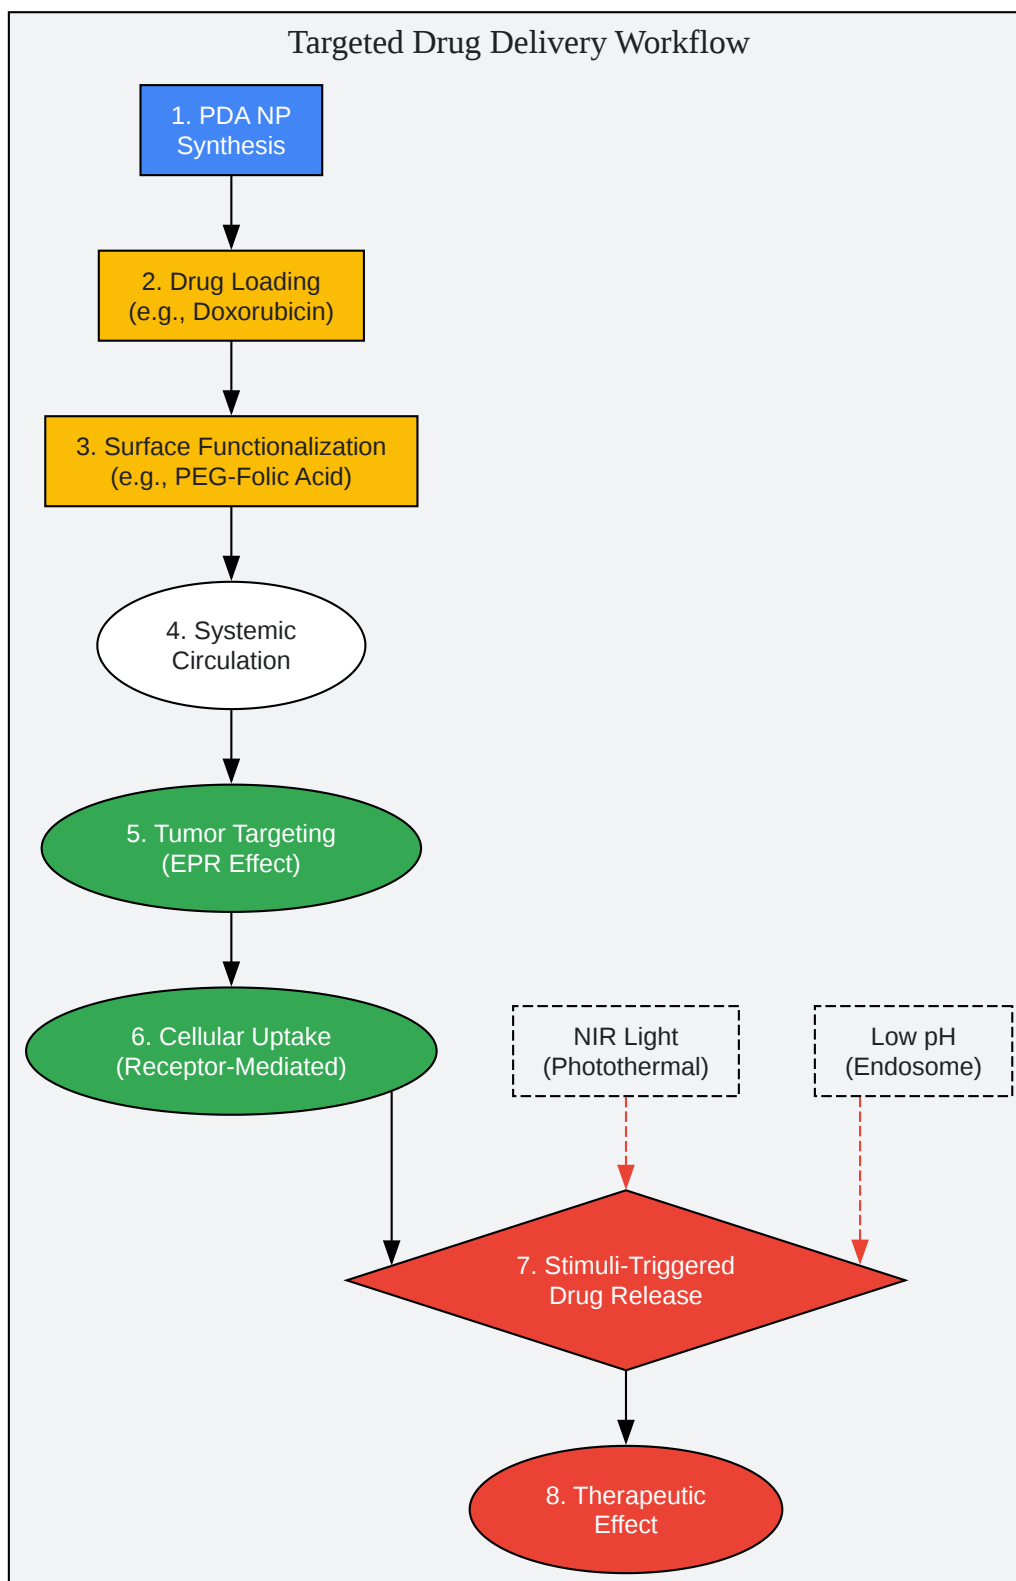 Targeted Drug Delivery Workflow
1. PDA NP
Synthesis
2. Drug Loading
(e.g., Doxorubicin)
3. Surface Functionalization
(e.g., PEG-Folic Acid)
4. Systemic
Circulation
5. Tumor Targeting
(EPR Effect)
6. Cellular Uptake
(Receptor-Mediated)
NIR Light
(Photothermal)
Low pH
(Endosome)
7. Stimuli-Triggered
Drug Release
8. Therapeutic
Effect